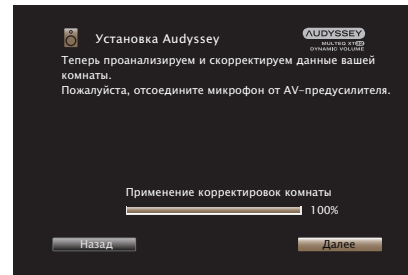 Установка Audyssey
AUDYSSEY
MULTEQ XT32
DYNAMIC VOLUME
Теперь проанализируем и скорректируем данные вашей
комнаты.
Пожалуйста, отсоедините микрофон от AV-предусилителя.
Применение корректировок комнаты
100%
Назад
Далее